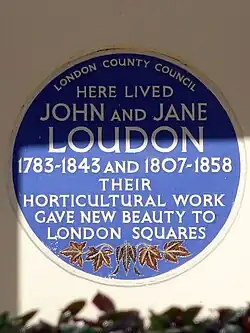 LONDON COUNTY COUNCIL
HERE LIVED
JOHN AND JANE
LOUDON
1783-1843 AND 1807-1858
THEIR
HORTICULTURAL WORK
GAVE NEW BEAUTY TO
LONDON SQUARES